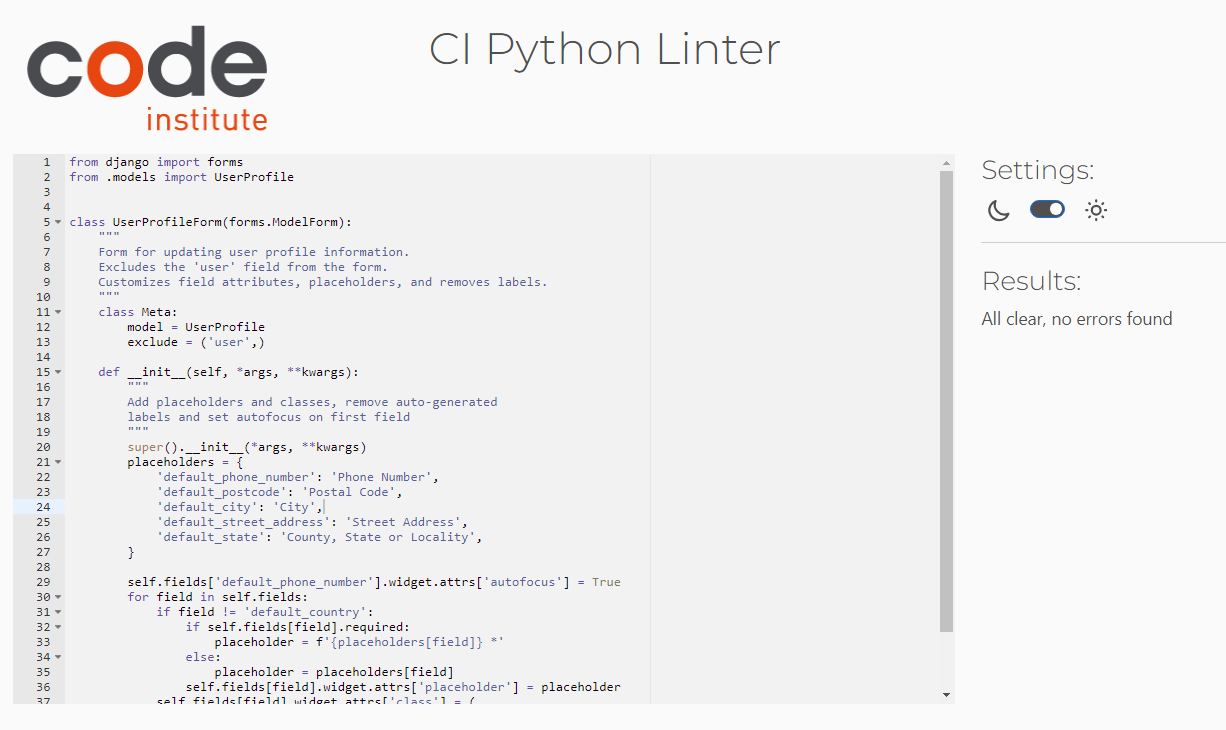 code
institute
CI Python Linter
1 from django import forms
2 from .models import UserProfile
3
4
5 class UserProfileForm(forms.ModelForm):
6     """
7     Form for updating user profile information.
8     Excludes the 'user' field from the form.
9     Customizes field attributes, placeholders, and removes labels.
10     """
11     class Meta:
12         model = UserProfile
13         exclude = ('user',)
14
15     def __init__(self, *args, **kwargs):
16         """
17         Add placeholders and classes, remove auto-generated
18         labels and set autofocus on first field
19         """
20         super().__init__(*args, **kwargs)
21         placeholders = {
22             'default_phone_number': 'Phone Number',
23             'default_postcode': 'Postal Code',
24             'default_city': 'City',
25             'default_street_address': 'Street Address',
26             'default_state': 'County, State or Locality',
27         }
28
29         self.fields['default_phone_number'].widget.attrs['autofocus'] = True
30         for field in self.fields:
31             if field != 'default_country':
32                 if self.fields[field].required:
33                     placeholder = f'{placeholders[field]} *'
34                 else:
35                     placeholder = placeholders[field]
36                 self.fields[field].widget.attrs['placeholder'] = placeholder
37             self.fields[field].widget.attrs['class'] = (
Settings:
Results:
All clear, no errors found